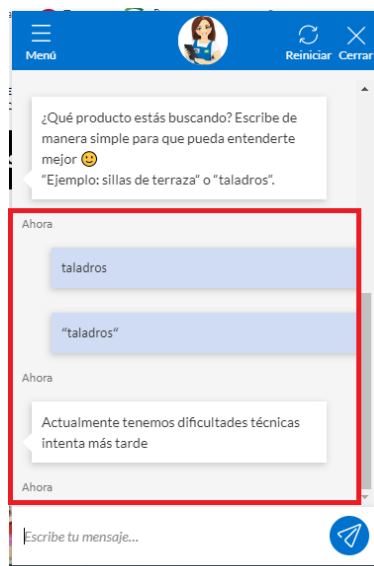 Menú
Reiniciar Cerrar
¿Qué producto estás buscando? Escribe de
manera simple para que pueda entenderte
mejor 🙂
"Ejemplo: sillas de terraza" o "taladros".
Ahora
taladros
"taladros"
Ahora
Actualmente tenemos dificultades técnicas
intenta más tarde
Ahora
Escribe tu mensaje...